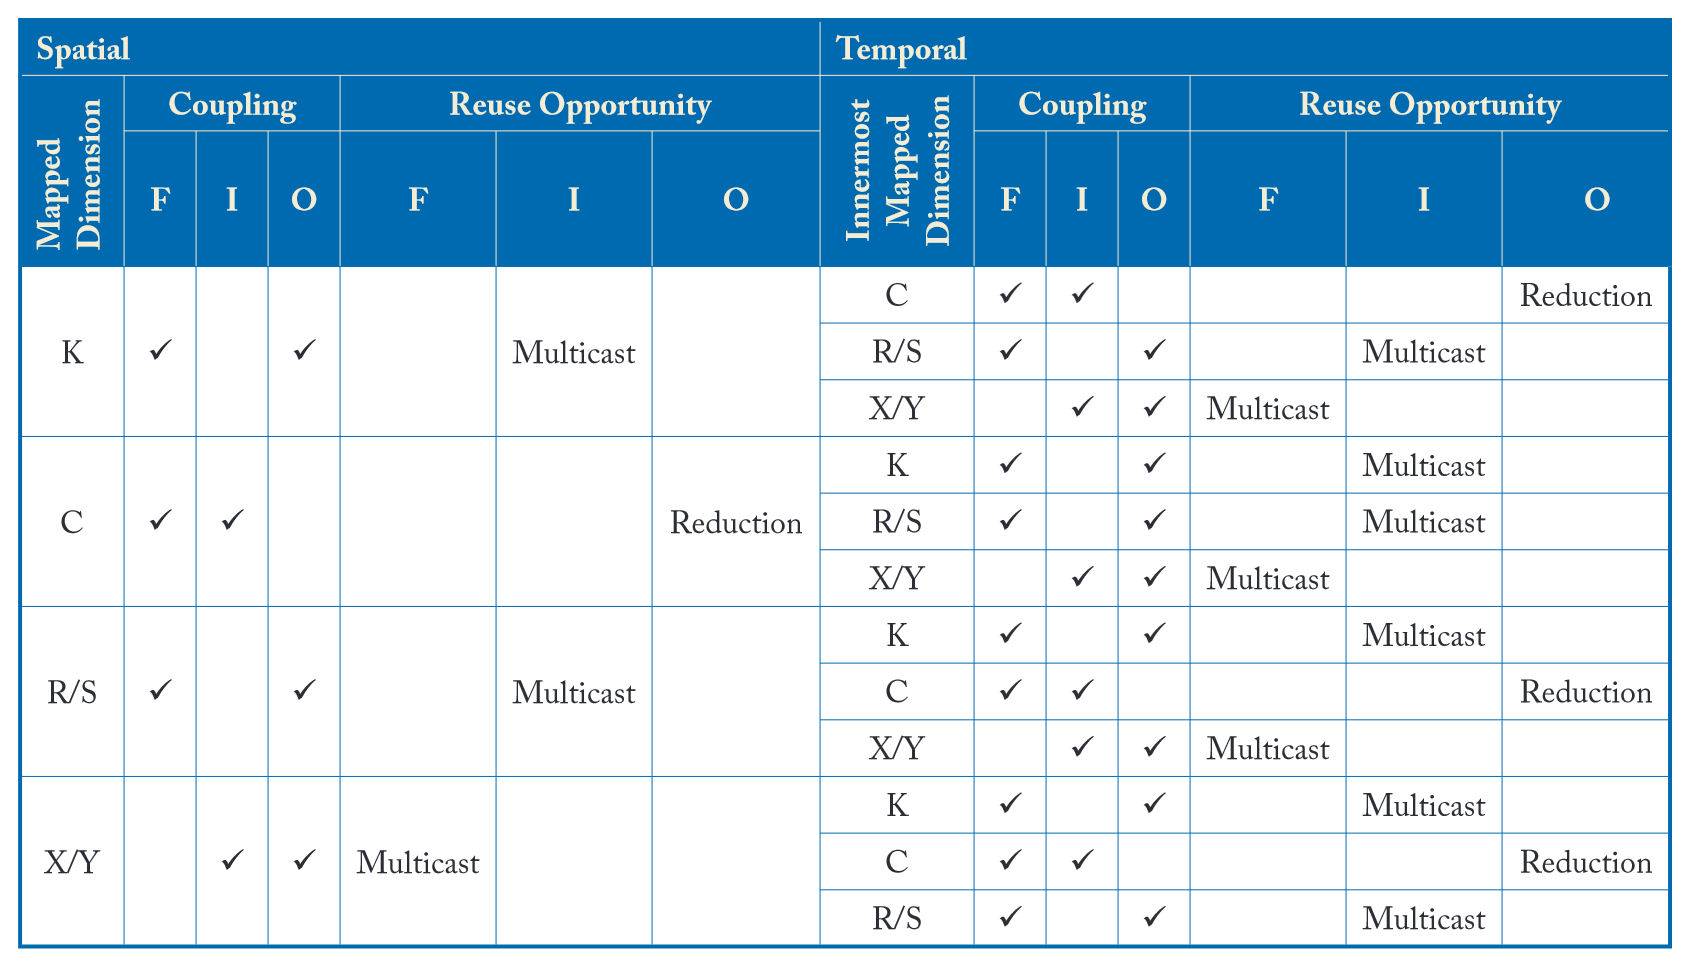 Spatial Temporal
Mapped Dimension Coupling Reuse Opportunity Innermost Mapped Dimension Coupling Reuse Opportunity
F I O F I O F I O F I O
K ✓ ✓ Multicast C ✓ ✓ Reduction
R/S ✓ ✓ Multicast
X/Y ✓ ✓ Multicast
C ✓ ✓ Reduction K ✓ ✓ Multicast
R/S ✓ ✓ Multicast
X/Y ✓ ✓ Multicast
R/S ✓ ✓ Multicast K ✓ ✓ Multicast
C ✓ ✓ Reduction
X/Y ✓ ✓ Multicast
X/Y ✓ ✓ Multicast K ✓ ✓ Multicast
C ✓ ✓ Reduction
R/S ✓ ✓ Multicast